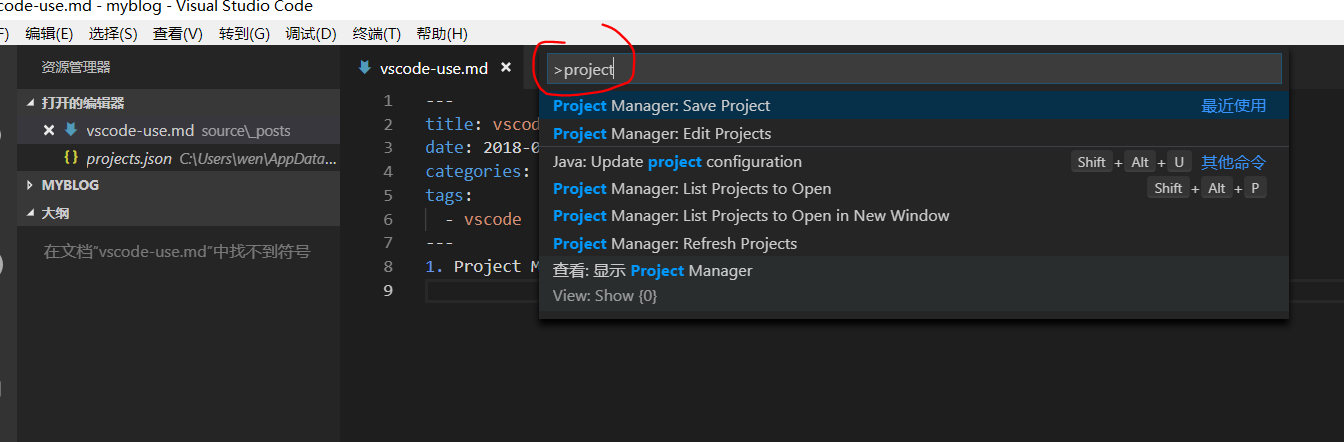 code-use.md - myblog - Visual Studio Code
F) 编辑(E) 选择(S) 查看(V) 转到(G) 调试(D) 终端(T) 帮助(H)
资源管理器
打开的编辑器
vscode-use.md source\_posts
projects.json C:\Users\wen\AppData...
MYBLOG
大纲
在文档“vscode-use.md”中找不到符号
vscode-use.md
1 ---
2 title: vscod
3 date: 2018-0
4 categories:
5 tags:
6 - vscode
7 ---
8 1. Project M
9
>project
Project Manager: Save Project 最近使用
Project Manager: Edit Projects
Java: Update project configuration Shift + Alt + U 其他命令
Project Manager: List Projects to Open Shift + Alt + P
Project Manager: List Projects to Open in New Window
Project Manager: Refresh Projects
查看: 显示 Project Manager
View: Show {0}